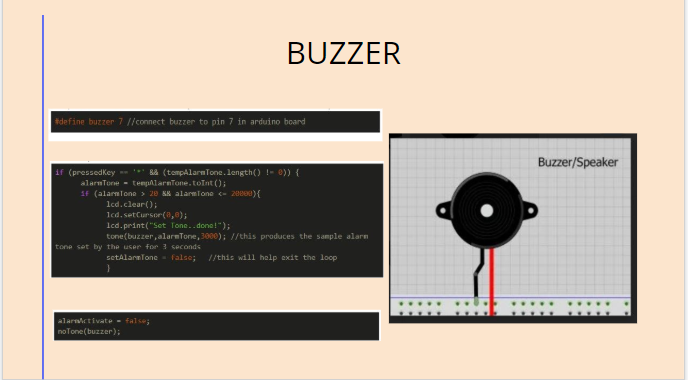 BUZZER
#define buzzer 7 //connect buzzer to pin 7 in arduino board
if (pressedKey == '*' && (tempAlarmTone.length() != 0)) {
alarmTone = tempAlarmTone.toInt();
if (alarmTone > 20 && alarmTone <= 20000){
lcd.clear();
lcd.setCursor(0,0);
lcd.print("Set Tone..done!");
tone(buzzer,alarmTone,3000); //this produces the sample alarm
tone set by the user for 3 seconds
setAlarmTone = false; //this will help exit the loop
}
alarmActivate = false;
noTone(buzzer);
Buzzer/Speaker